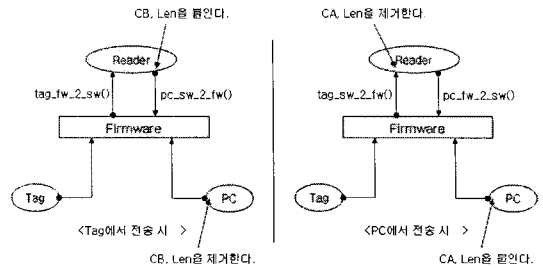 CB, Len을 붙인다.
Reader
tag_fw_2_sw()
pc_sw_2_fw()
Firmware
Tag
PC
<Tag에서 전송 시 >
CB, Len을 제거한다.
CA, Len을 제거한다.
Reader
tag_sw_2_fw()
pc_fw_2_sw()
Firmware
Tag
PC
<PC에서 전송 시 >
CA, Len을 붙인다.